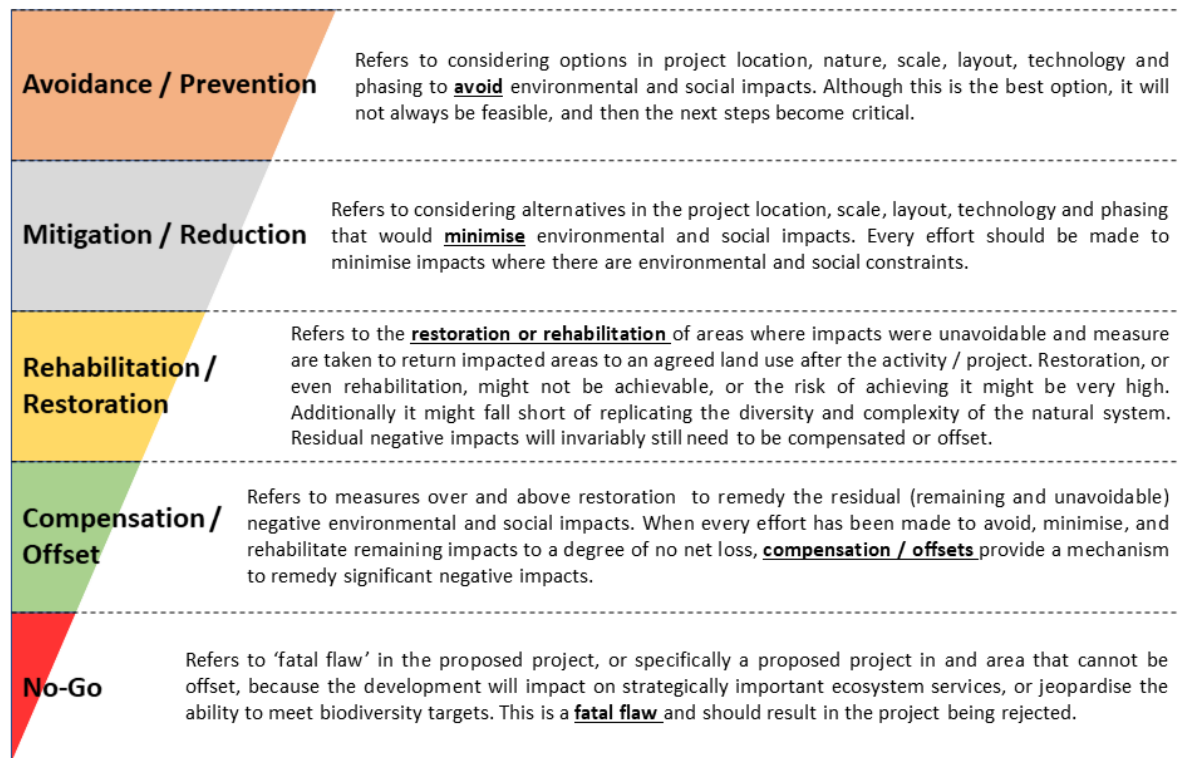 Avoidance / Prevention
Refers to considering options in project location, nature, scale, layout, technology and
phasing to avoid environmental and social impacts. Although this is the best option, it will
not always be feasible, and then the next steps become critical.
Mitigation / Reduction
Refers to considering alternatives in the project location, scale, layout, technology and phasing
that would minimise environmental and social impacts. Every effort should be made to
minimise impacts where there are environmental and social constraints.
Rehabilitation /
Restoration
Refers to the restoration or rehabilitation of areas where impacts were unavoidable and measure
are taken to return impacted areas to an agreed land use after the activity / project. Restoration, or
even rehabilitation, might not be achievable, or the risk of achieving it might be very high.
Additionally it might fall short of replicating the diversity and complexity of the natural system.
Residual negative impacts will invariably still need to be compensated or offset.
Compensation /
Offset
Refers to measures over and above restoration to remedy the residual (remaining and unavoidable)
negative environmental and social impacts. When every effort has been made to avoid, minimise, and
rehabilitate remaining impacts to a degree of no net loss, compensation / offsets provide a mechanism
to remedy significant negative impacts.
No-Go
Refers to ‘fatal flaw’ in the proposed project, or specifically a proposed project in and area that cannot be
offset, because the development will impact on strategically important ecosystem services, or jeopardise the
ability to meet biodiversity targets. This is a fatal flaw and should result in the project being rejected.